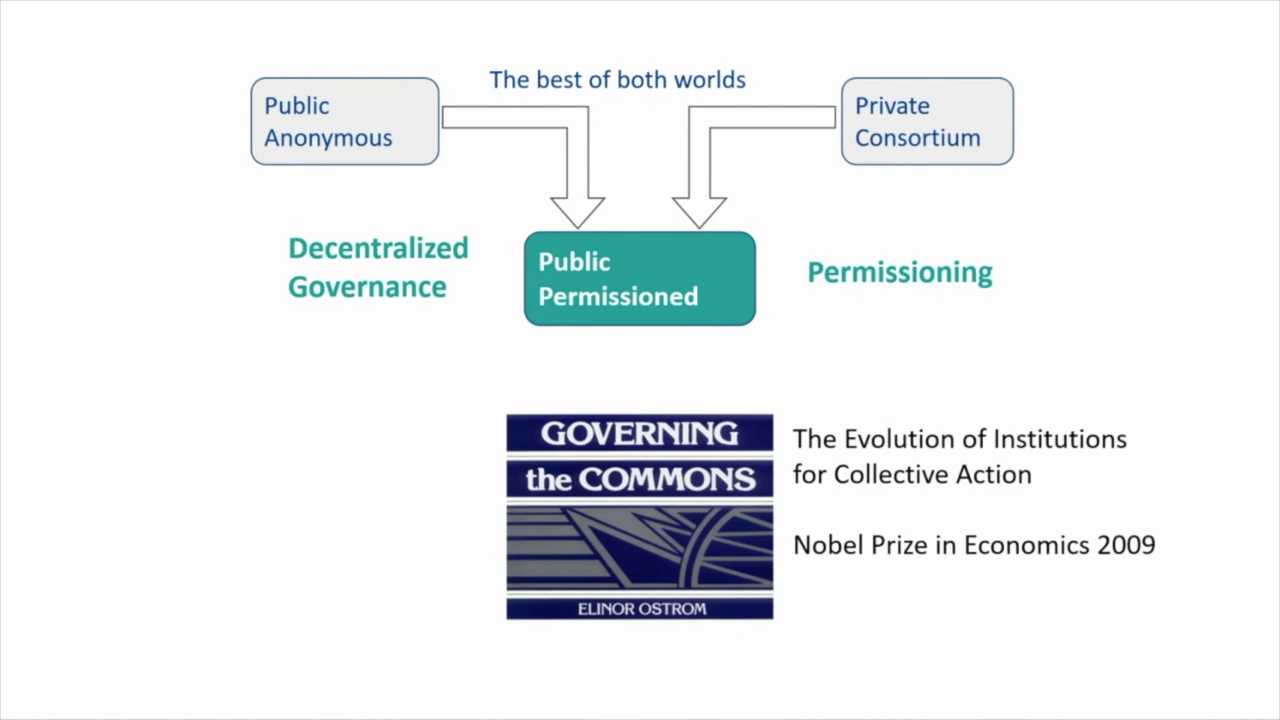 The best of both worlds
Public
Anonymous
Private
Consortium
Decentralized
Governance
Public
Permissioned
Permissioning
GOVERNING
the COMMONS
ELINOR OSTROM
The Evolution of Institutions
for Collective Action
Nobel Prize in Economics 2009